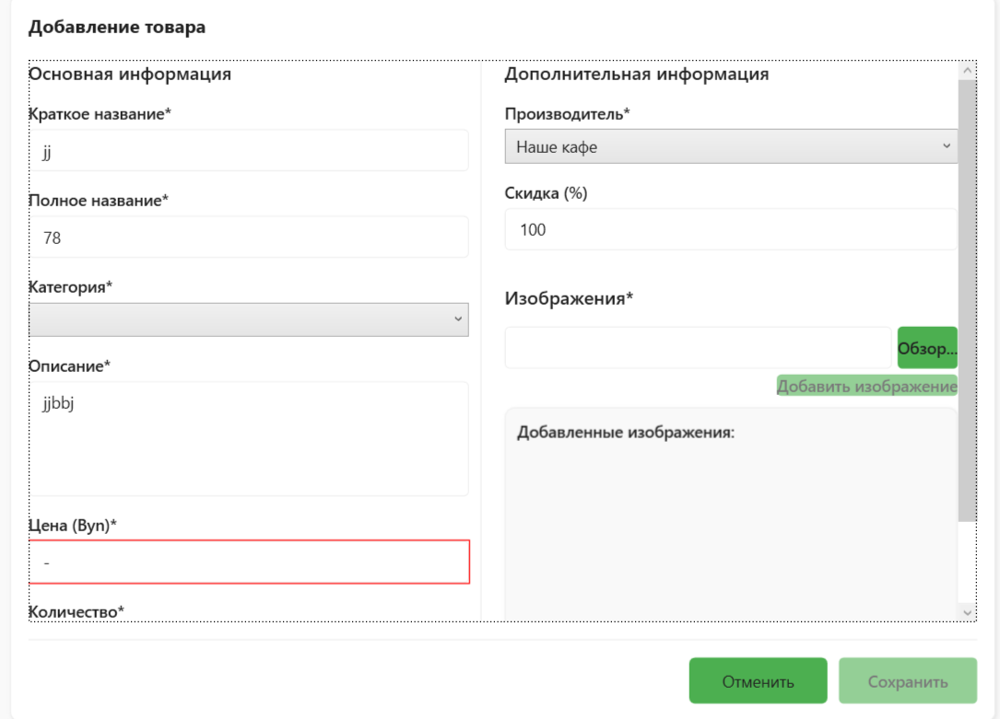 Добавление товара
Основная информация
Краткое название*
jj
Полное название*
78
Категория*
Описание*
jjbbj
Цена (Byn)*
-
Количество*
Дополнительная информация
Производитель*
Наше кафе
Скидка (%)
100
Изображения*
Обзор...
Добавить изображение
Добавленные изображения:
Отменить
Сохранить